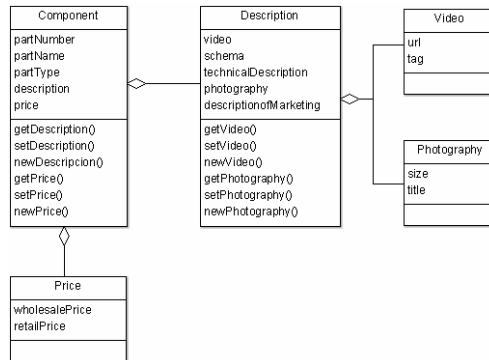 Component
partNumber
partName
partType
description
price
getDescription()
setDescription()
newDescripcion()
getPrice()
setPrice()
newPrice()
Description
video
schema
technicalDescription
photography
descriptionofMarketing
getVideo()
setVideo()
newVideo()
getPhotography()
setPhotography()
newPhotography()
Video
url
tag
Photography
size
title
Price
wholesalePrice
retailPrice